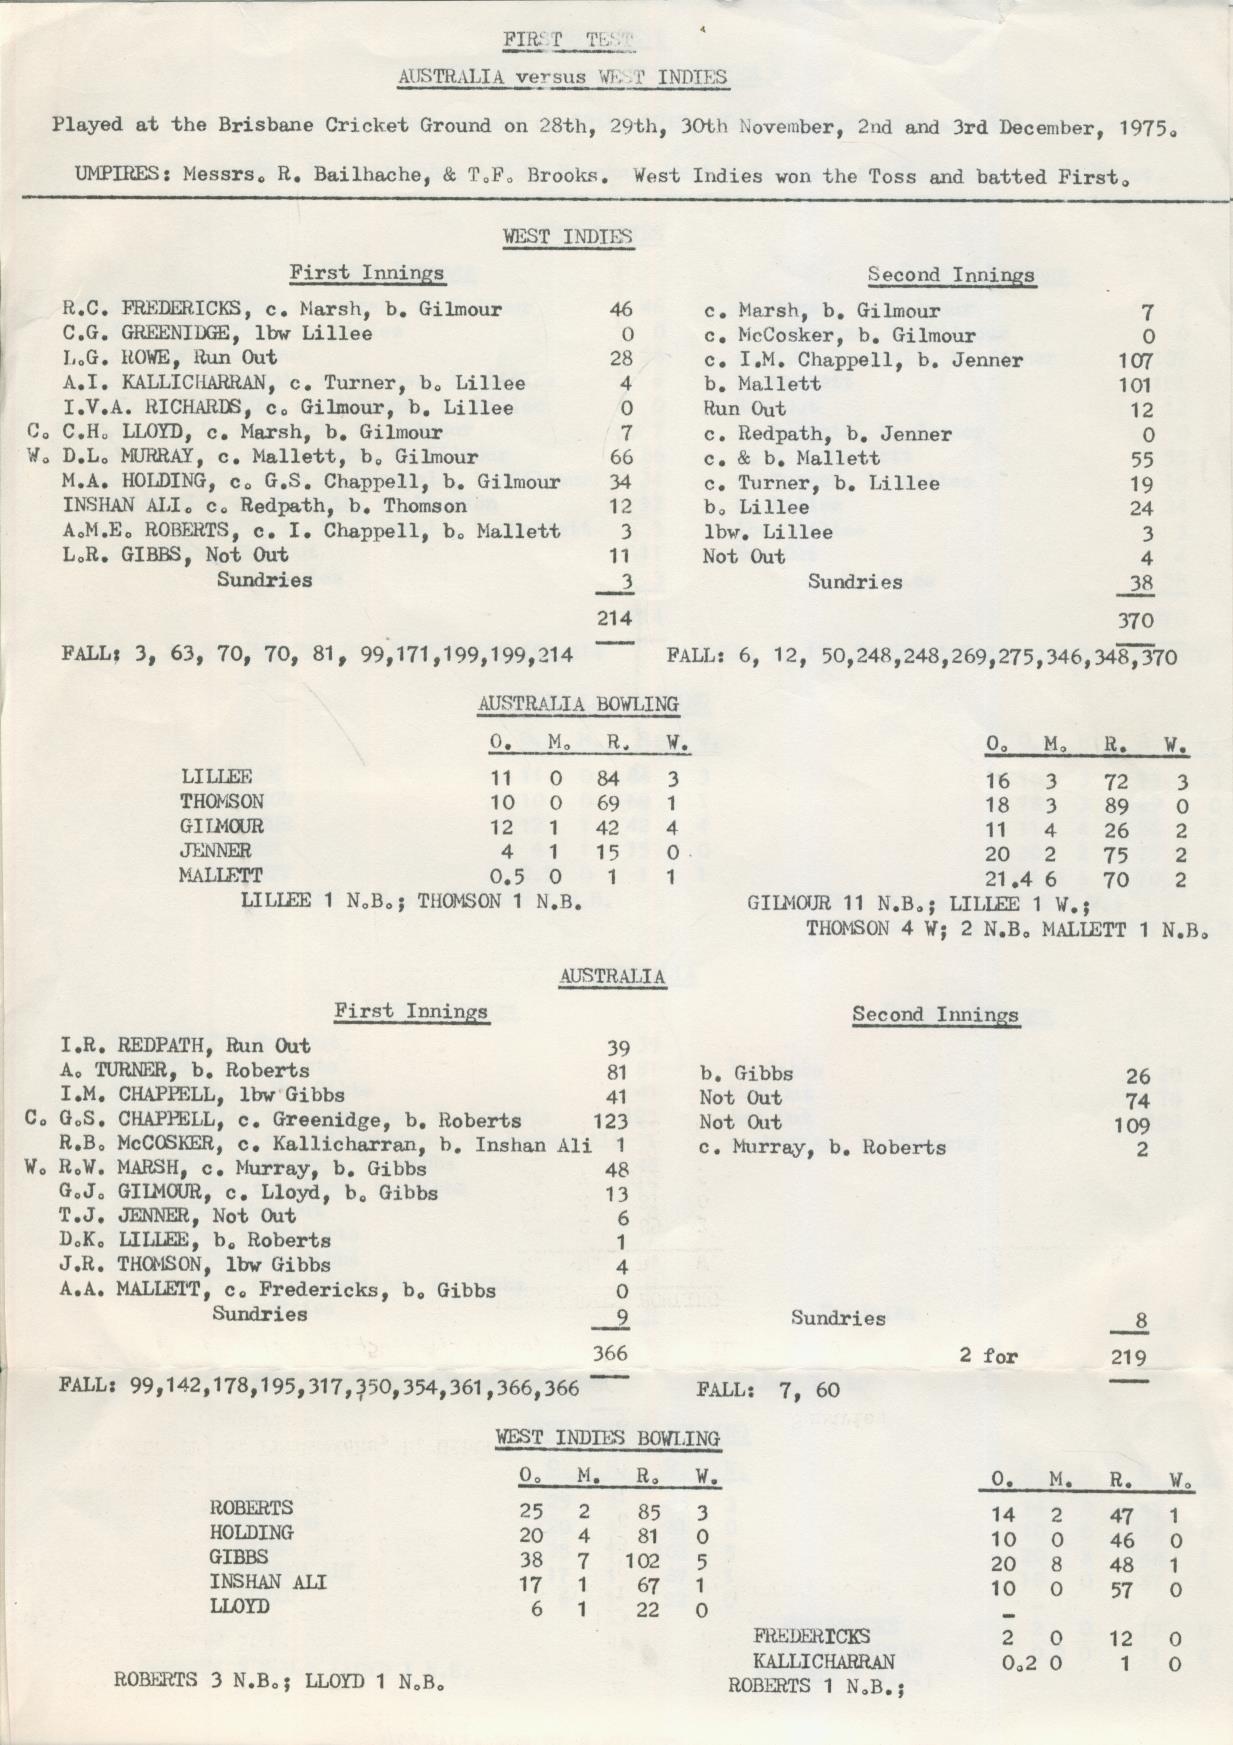 FIRST TEST
AUSTRALIA versus WEST INDIES
Played at the Brisbane Cricket Ground on 28th, 29th, 30th November, 2nd and 3rd December, 1975.
UMPIRES: Messrs. R. Bailhache, & T.F. Brooks. West Indies won the Toss and batted First.
WEST INDIES
First Innings Second Innings
R.C. FREDERICKS, c. Marsh, b. Gilmour 46 c. Marsh, b. Gilmour 7
C.G. GREENIDGE, lbw Lillee 0 c. McCosker, b. Gilmour 0
L.G. ROWE, Run Out 28 c. I.M. Chappell, b. Jenner 107
A.I. KALLICHARRAN, c. Turner, b. Lillee 4 b. Mallett 101
I.V.A. RICHARDS, c. Gilmour, b. Lillee 0 Run Out 12
C. C.H. LLOYD, c. Marsh, b. Gilmour 7 c. Redpath, b. Jenner 0
W. D.L. MURRAY, c. Mallett, b. Gilmour 66 c. & b. Mallett 55
M.A. HOLDING, c. G.S. Chappell, b. Gilmour 34 c. Turner, b. Lillee 19
INSHAN ALI. c. Redpath, b. Thomson 12 b. Lillee 24
A.M.E. ROBERTS, c. I. Chappell, b. Mallett 3 lbw. Lillee 3
L.R. GIBBS, Not Out 11 Not Out 4
Sundries 3 Sundries 38
214 370
FALL: 3, 63, 70, 70, 81, 99,171,199,199,214 FALL: 6, 12, 50,248,248,269,275,346,348,370
AUSTRALIA BOWLING
O. M. R. W. O. M. R. W.
LILLEE 11 0 84 3 16 3 72 3
THOMSON 10 0 69 1 18 3 89 0
GILMOUR 12 1 42 4 11 4 26 2
JENNER 4 1 15 0 20 2 75 2
MALLETT 0.5 0 1 1 21.4 6 70 2
LILLEE 1 N.B.; THOMSON 1 N.B. GILMOUR 11 N.B.; LILLEE 1 W.;
THOMSON 4 W; 2 N.B. MALLETT 1 N.B.
AUSTRALIA
First Innings Second Innings
I.R. REDPATH, Run Out 39
A. TURNER, b. Roberts 81 b. Gibbs 26
I.M. CHAPPELL, lbw Gibbs 41 Not Out 74
C. G.S. CHAPPELL, c. Greenidge, b. Roberts 123 Not Out 109
R.B. McCOSKER, c. Kallicharran, b. Inshan Ali 1 c. Murray, b. Roberts 2
W. R.W. MARSH, c. Murray, b. Gibbs 48
G.J. GILMOUR, c. Lloyd, b. Gibbs 13
T.J. JENNER, Not Out 6
D.K. LILLEE, b. Roberts 1
J.R. THOMSON, lbw Gibbs 4
A.A. MALLETT, c. Fredericks, b. Gibbs 0
Sundries 9 Sundries 8
366 2 for 219
FALL: 99,142,178,195,317,350,354,361,366,366 FALL: 7, 60
WEST INDIES BOWLING
O. M. R. W. O. M. R. W.
ROBERTS 25 2 85 3 14 2 47 1
HOLDING 20 4 81 0 10 0 46 0
GIBBS 38 7 102 5 20 8 48 1
INSHAN ALI 17 1 67 1 10 0 57 0
LLOYD 6 1 22 0 -
FREDERICKS 2 0 12 0
KALLICHARRAN 0.2 0 1 0
ROBERTS 3 N.B.; LLOYD 1 N.B. ROBERTS 1 N.B.;